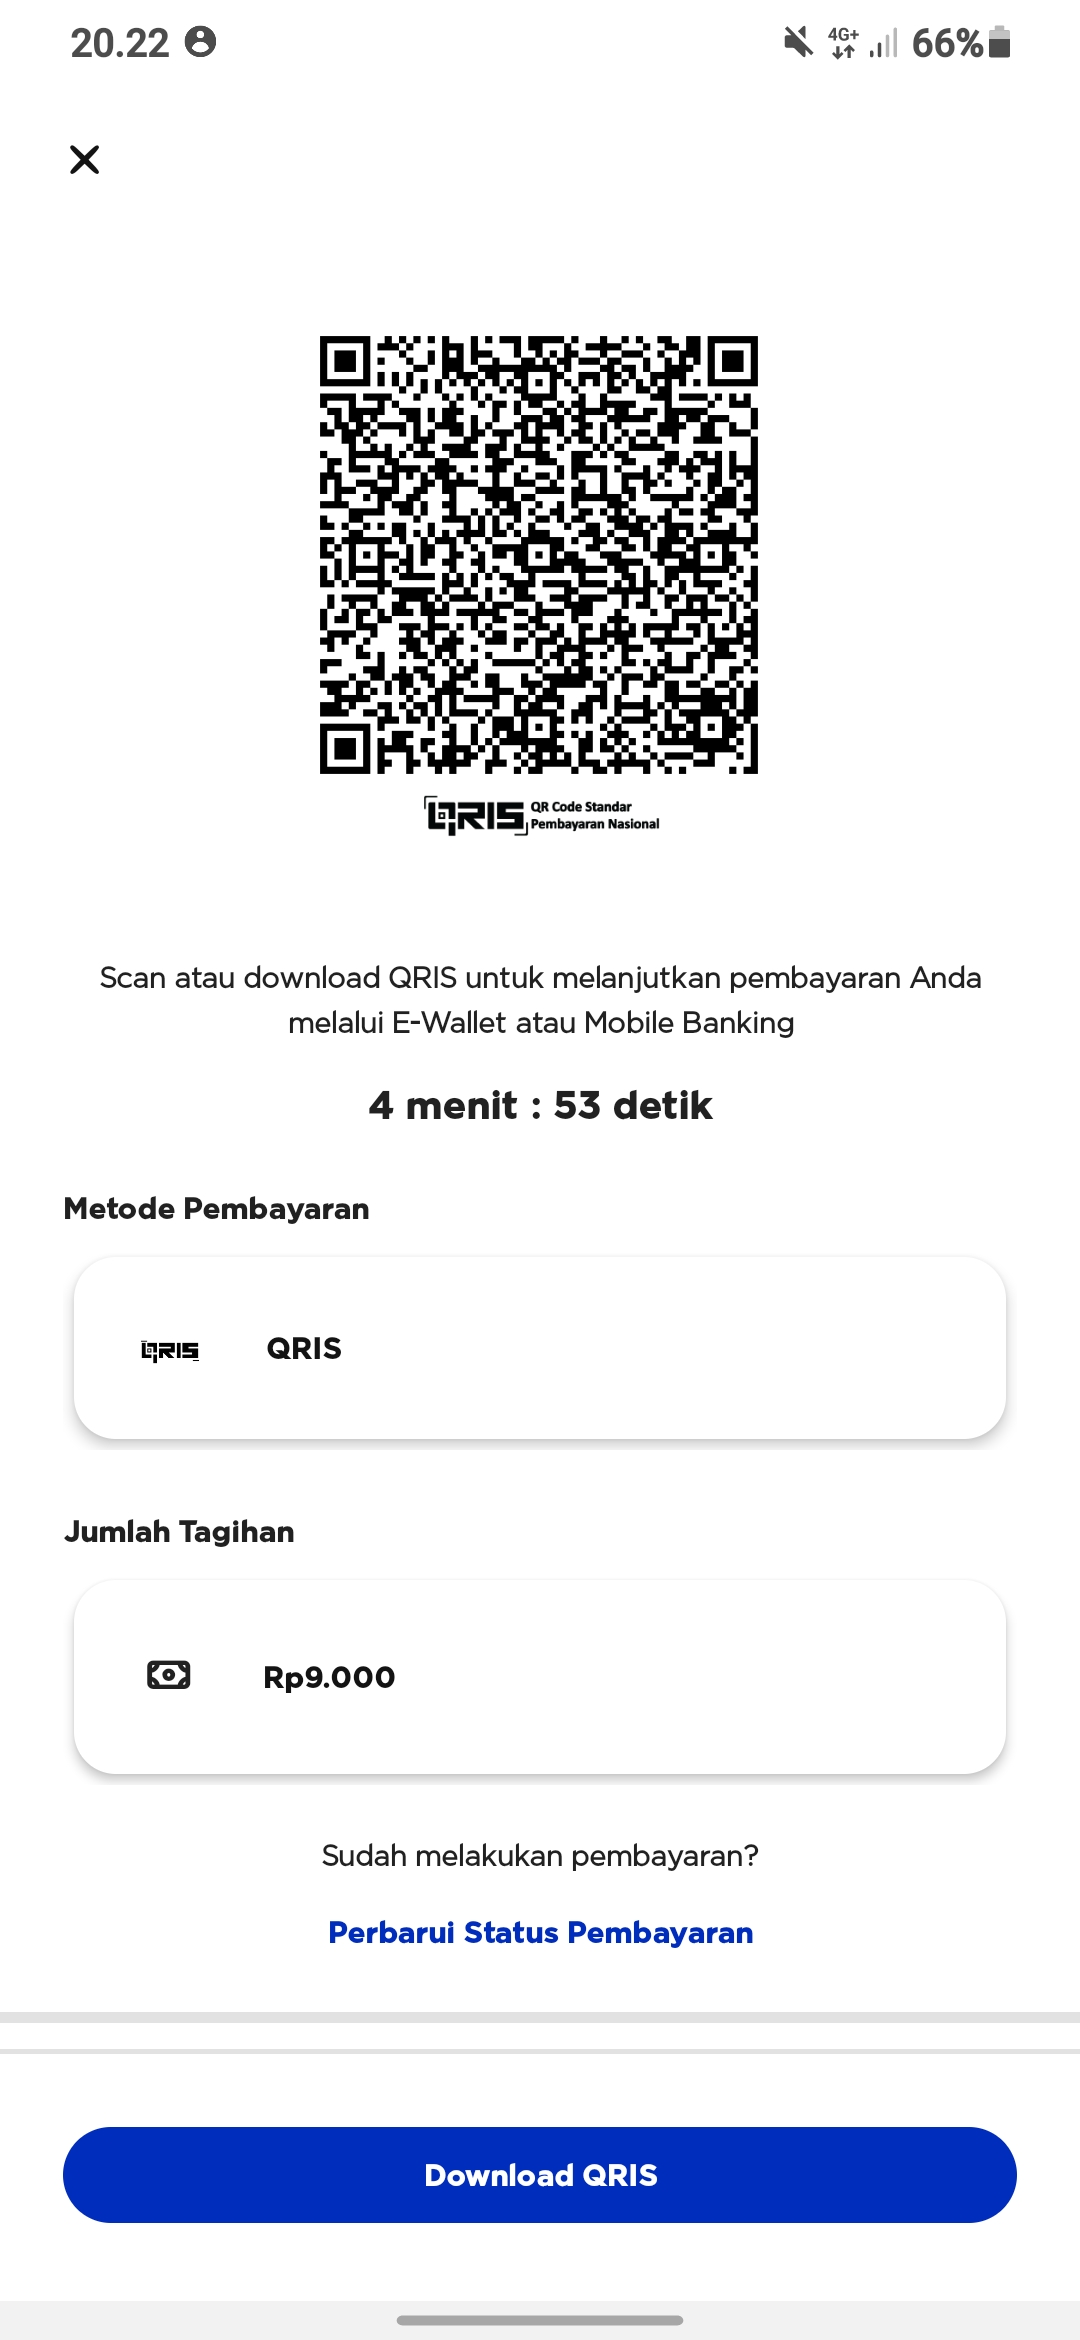 20.22
4G+
66%
QRIS
QR Code Standar
Pembayaran Nasional
Scan atau download QRIS untuk melanjutkan pembayaran Anda
melalui E-Wallet atau Mobile Banking
4 menit : 53 detik
Metode Pembayaran
QRIS QRIS
Jumlah Tagihan
Rp9.000
Sudah melakukan pembayaran?
Perbarui Status Pembayaran
Download QRIS